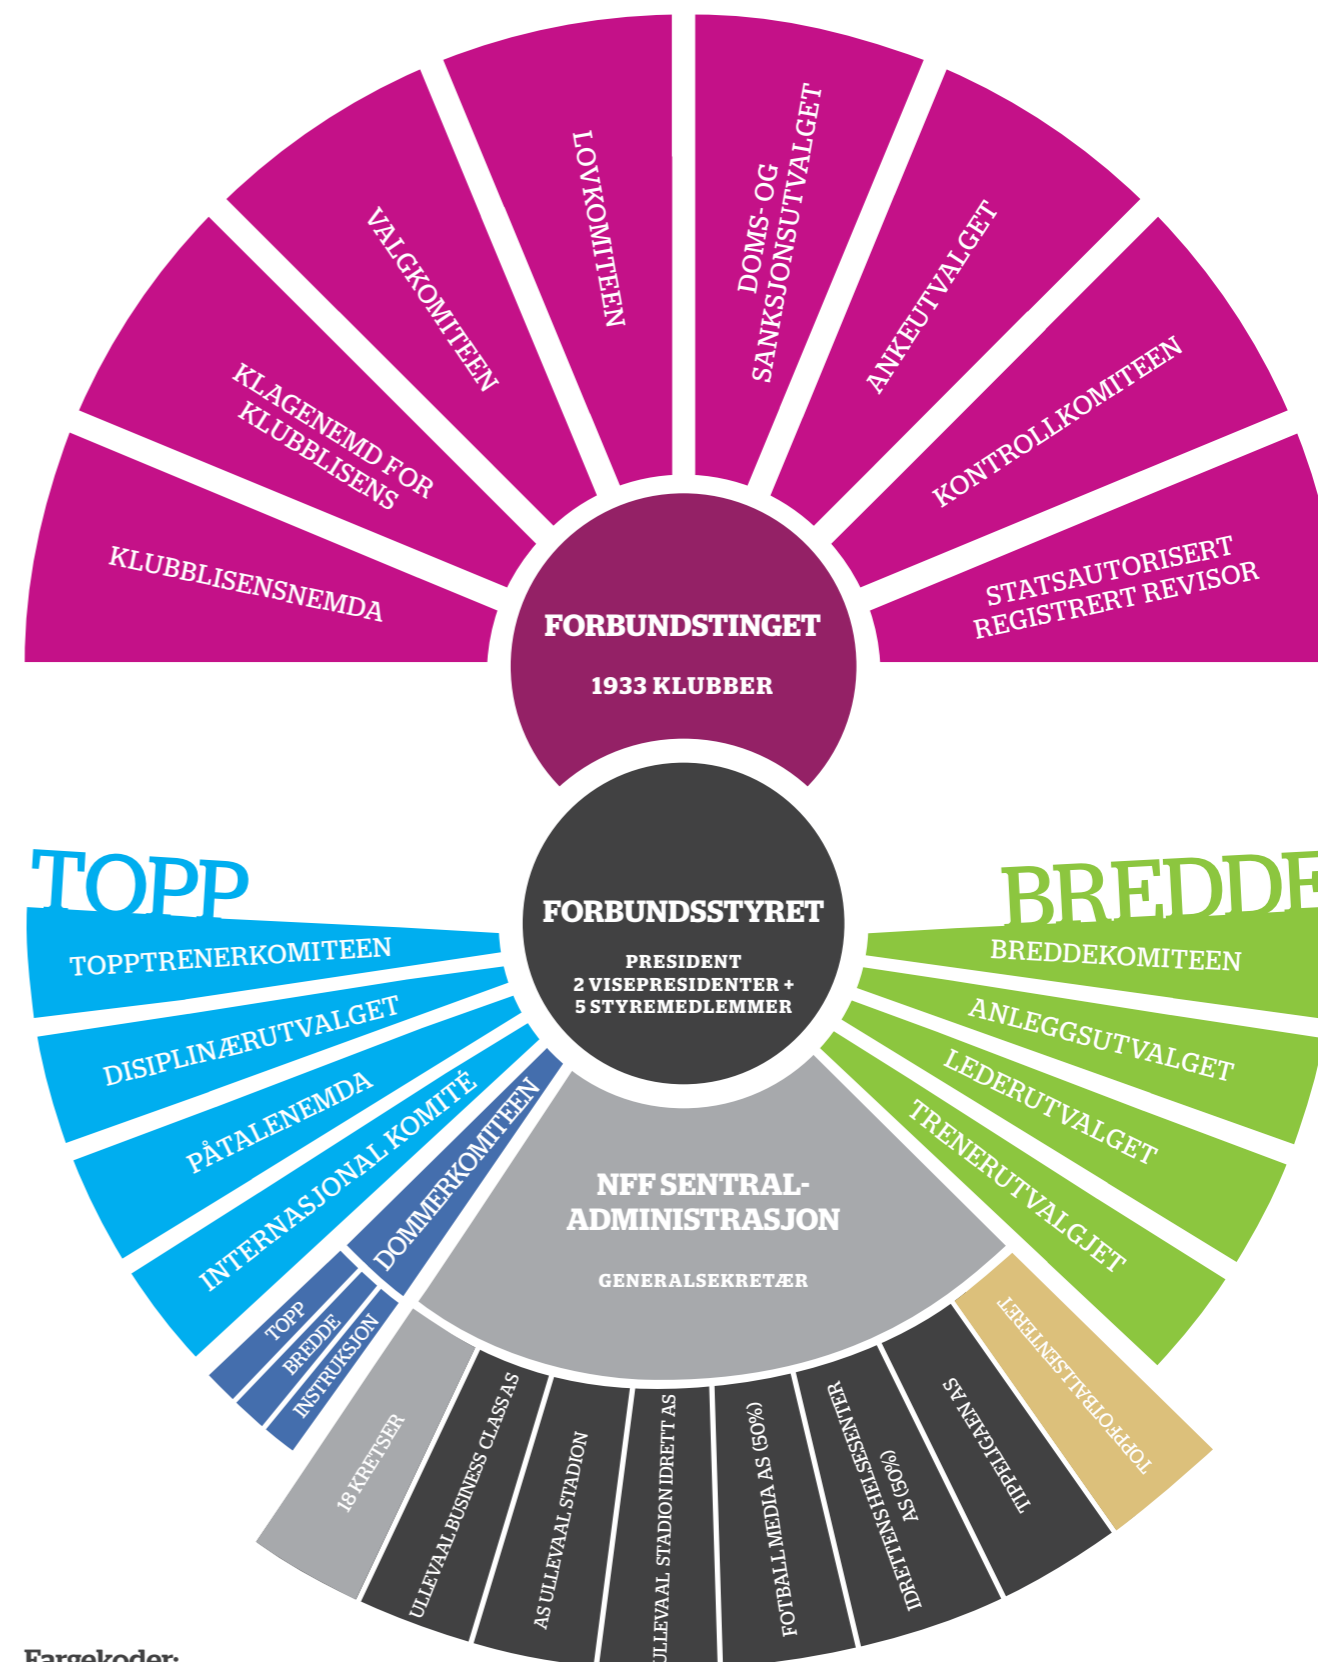 KLUBBLISENSNEMDA
KLAGENEMD FOR
KLUBBLISENS
VALGKOMITEEN
LOVKOMITEEN
DOMS- OG
SANKSJONSUTVALGET
ANKEUTVALGET
KONTROLLKOMITEEN
STATSAUTORISERT
REGISTRERT REVISOR
FORBUNDSTINGET
1933 KLUBBER
FORBUNDSSTYRET
PRESIDENT
2 VISEPRESIDENTER +
5 STYREMEDLEMMER
TOPP
TOPPTRENERKOMITEEN
DISIPLINÆRUTVALGET
PÅTALENEMDA
INTERNASJONAL KOMITÉ
DOMMERKOMITEEN
TOPP
BREDDE
INSTRUKSJON
BREDDE
BREDDEKOMITEEN
ANLEGGSUTVALGET
LEDERUTVALGET
TRENERUTVALGJET
NFF SENTRAL-
ADMINISTRASJON
GENERALSEKRETÆR
18 KRETSER
ULLEVAAL BUSINESS CLASS AS
AS ULLEVAAL STADION
ULLEVAAL STADION IDRETT AS
FOTBALL MEDIA AS (50%)
IDRETTENS HELSESENTER
AS (50%)
TIPPELIGAEN AS
TOPPFOTBALLSENTERET
Fargekoder: